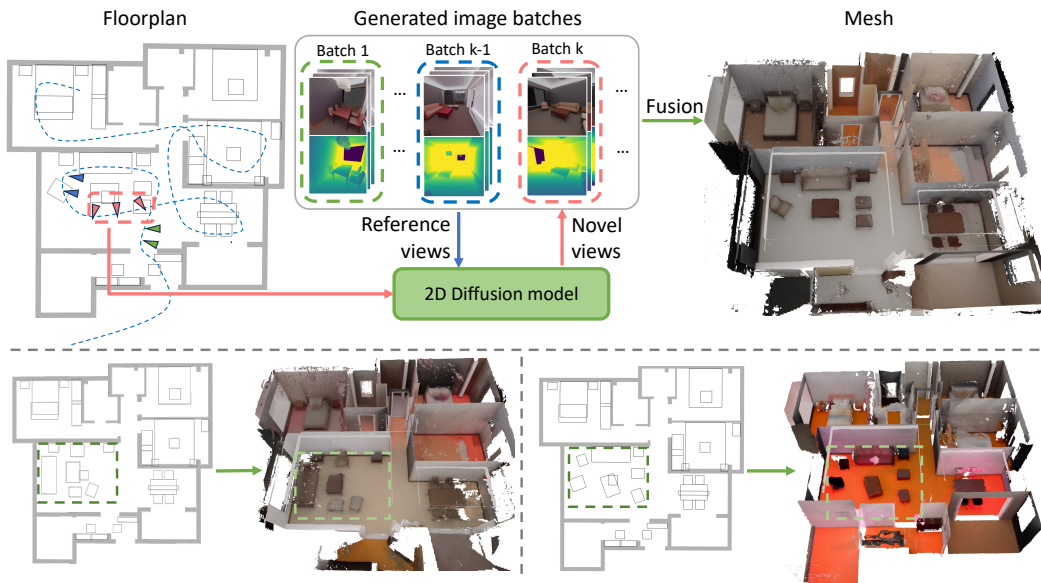 Floorplan
Generated image batches
Mesh
Batch 1
Batch k-1
Batch k
...
...
...
...
...
...
Fusion
Reference
views
Novel
views
2D Diffusion model